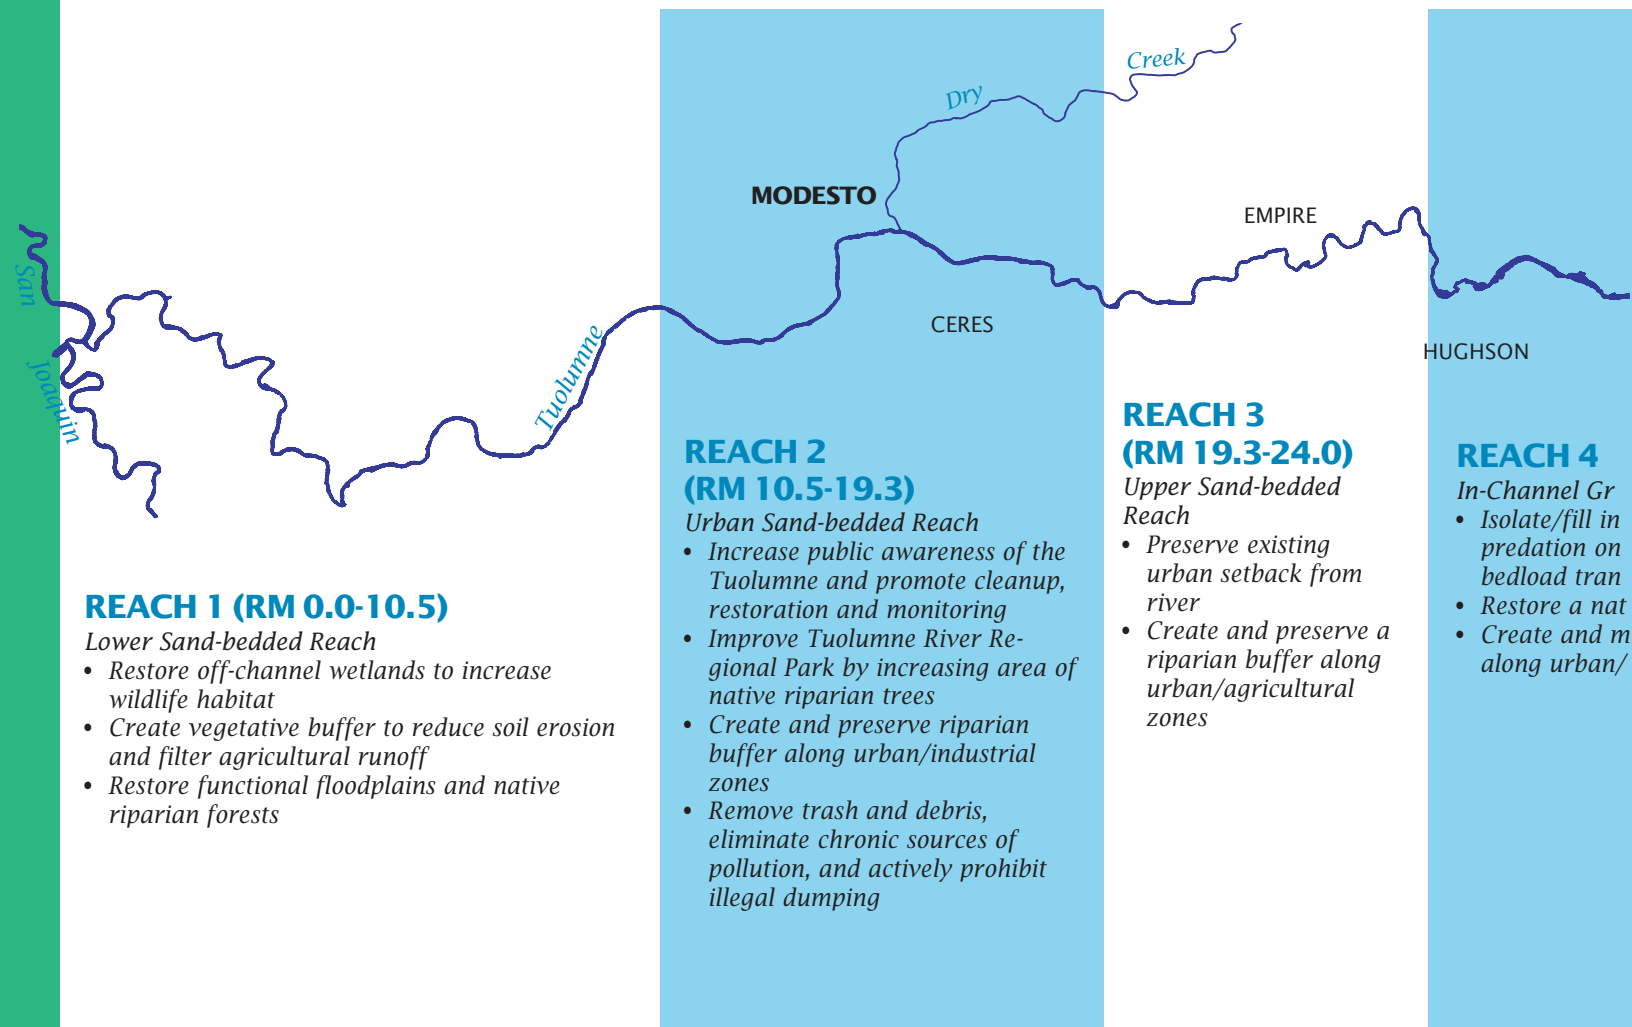 Creek
Dry
MODESTO
EMPIRE
San
CERES
HUGHSON
Joaquin
Tuolumne
REACH 1 (RM 0.0-10.5)
Lower Sand-bedded Reach
• Restore off-channel wetlands to increase
wildlife habitat
• Create vegetative buffer to reduce soil erosion
and filter agricultural runoff
• Restore functional floodplains and native
riparian forests
REACH 2
(RM 10.5-19.3)
Urban Sand-bedded Reach
• Increase public awareness of the
Tuolumne and promote cleanup,
restoration and monitoring
• Improve Tuolumne River Re-
gional Park by increasing area of
native riparian trees
• Create and preserve riparian
buffer along urban/industrial
zones
• Remove trash and debris,
eliminate chronic sources of
pollution, and actively prohibit
illegal dumping
REACH 3
(RM 19.3-24.0)
Upper Sand-bedded
Reach
• Preserve existing
urban setback from
river
• Create and preserve a
riparian buffer along
urban/agricultural
zones
REACH 4
In-Channel Gr
• Isolate/fill in
predation on
bedload tran
• Restore a nat
• Create and m
along urban/